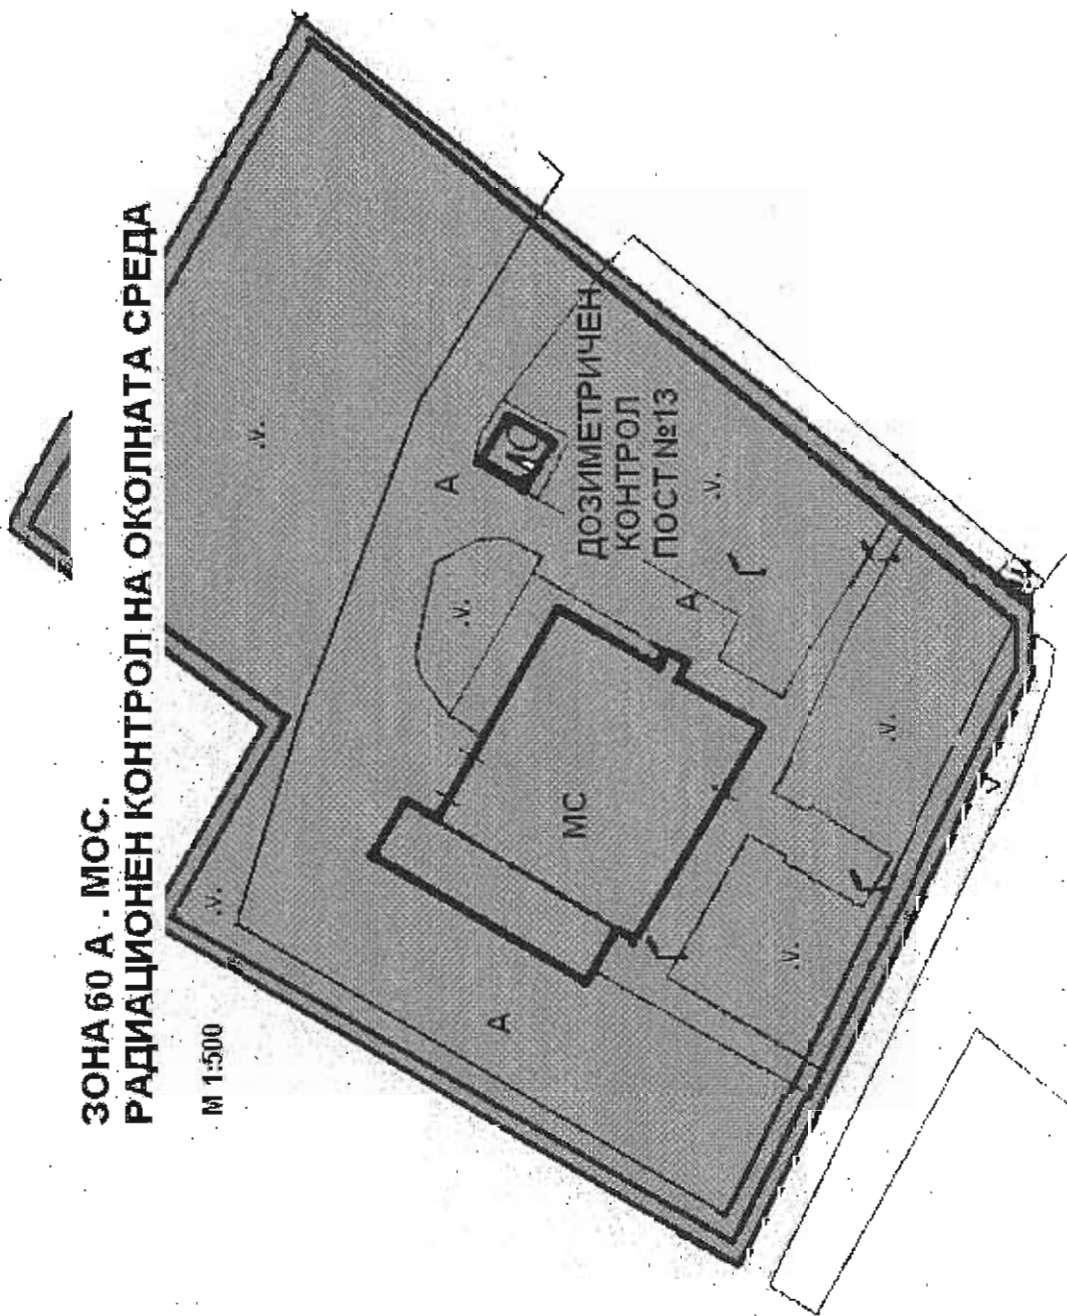 ЗОНА 60 А . МОС.
РАДИАЦИОНЕН КОНТРОЛ НА ОКОЛНАТА СРЕДА
М 1:500
.v.
.v.
А
.v.
ДОЗИМЕТРИЧЕН
КОНТРОЛ
ПОСТ №13
.v.
А
МС
.v.
.v.
А